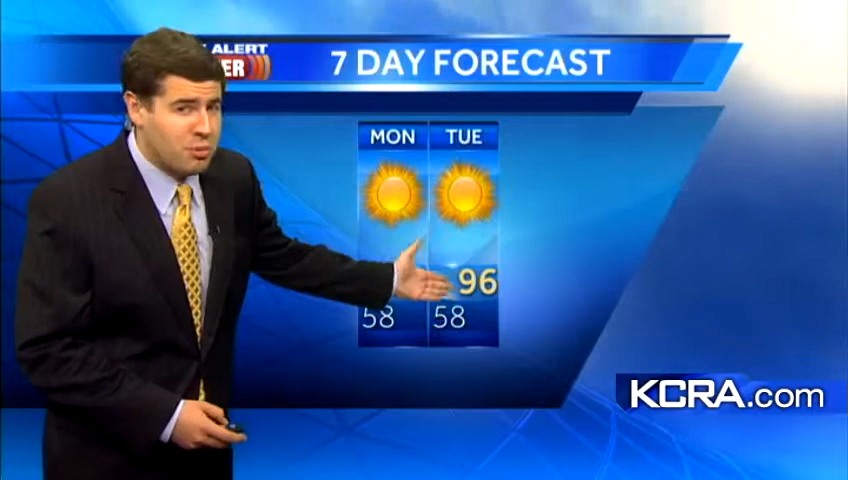 ALERT
7 DAY FORECAST
MON TUE
96
58 58
KCRA.com